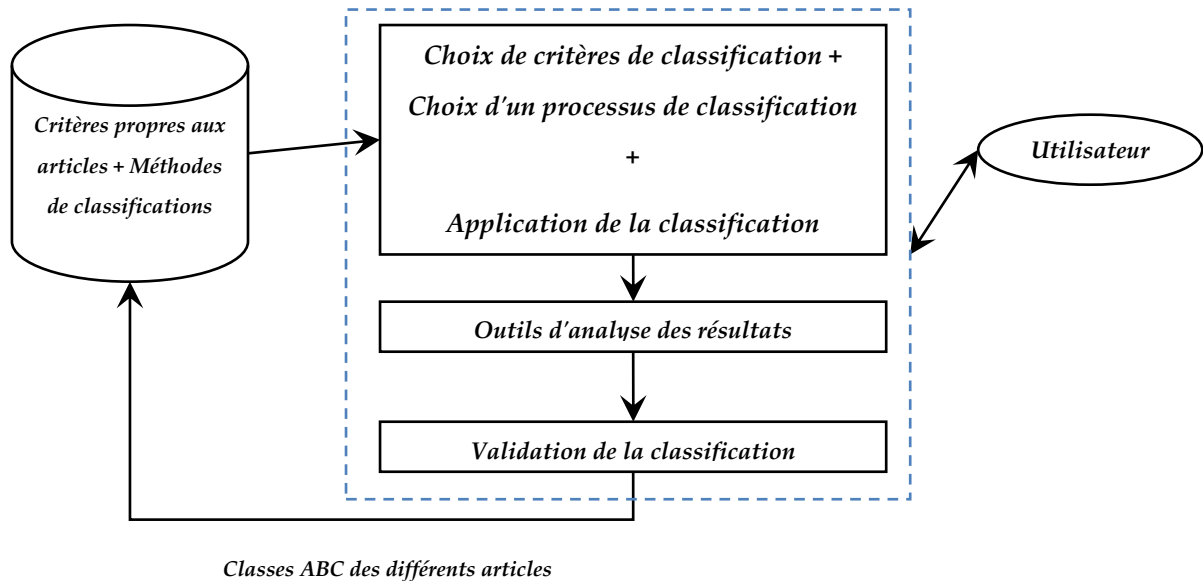 Critères propres aux
articles + Méthodes
de classifications
Choix de critères de classification +
Choix d'un processus de classification
+
Application de la classification
Outils d'analyse des résultats
Validation de la classification
Utilisateur
Classes ABC des différents articles